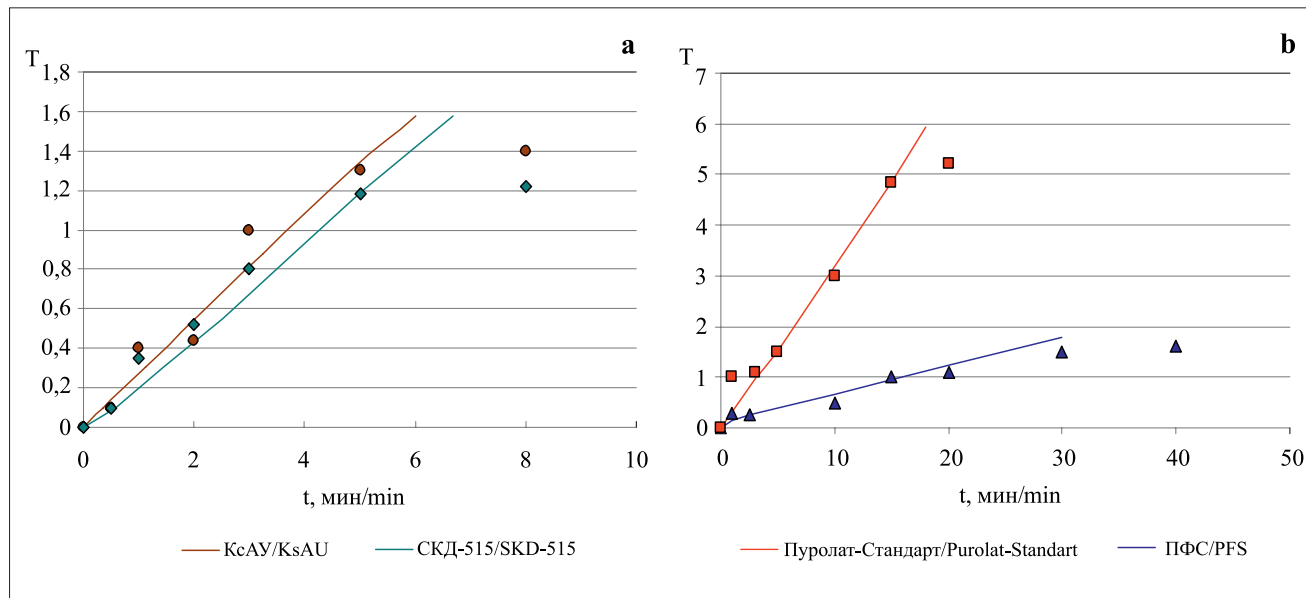 a
T
1,8
1,6
1,4
1,2
1
0,8
0,6
0,4
0,2
0
0 2 4 6 8 10
t, мин/min
КсАУ/KsAU СКД-515/SKD-515
b
T
7
6
5
4
3
2
1
0
0 10 20 30 40 50
t, мин/min
Пуролат-Стандарт/Purolat-Standart ПФС/PFS